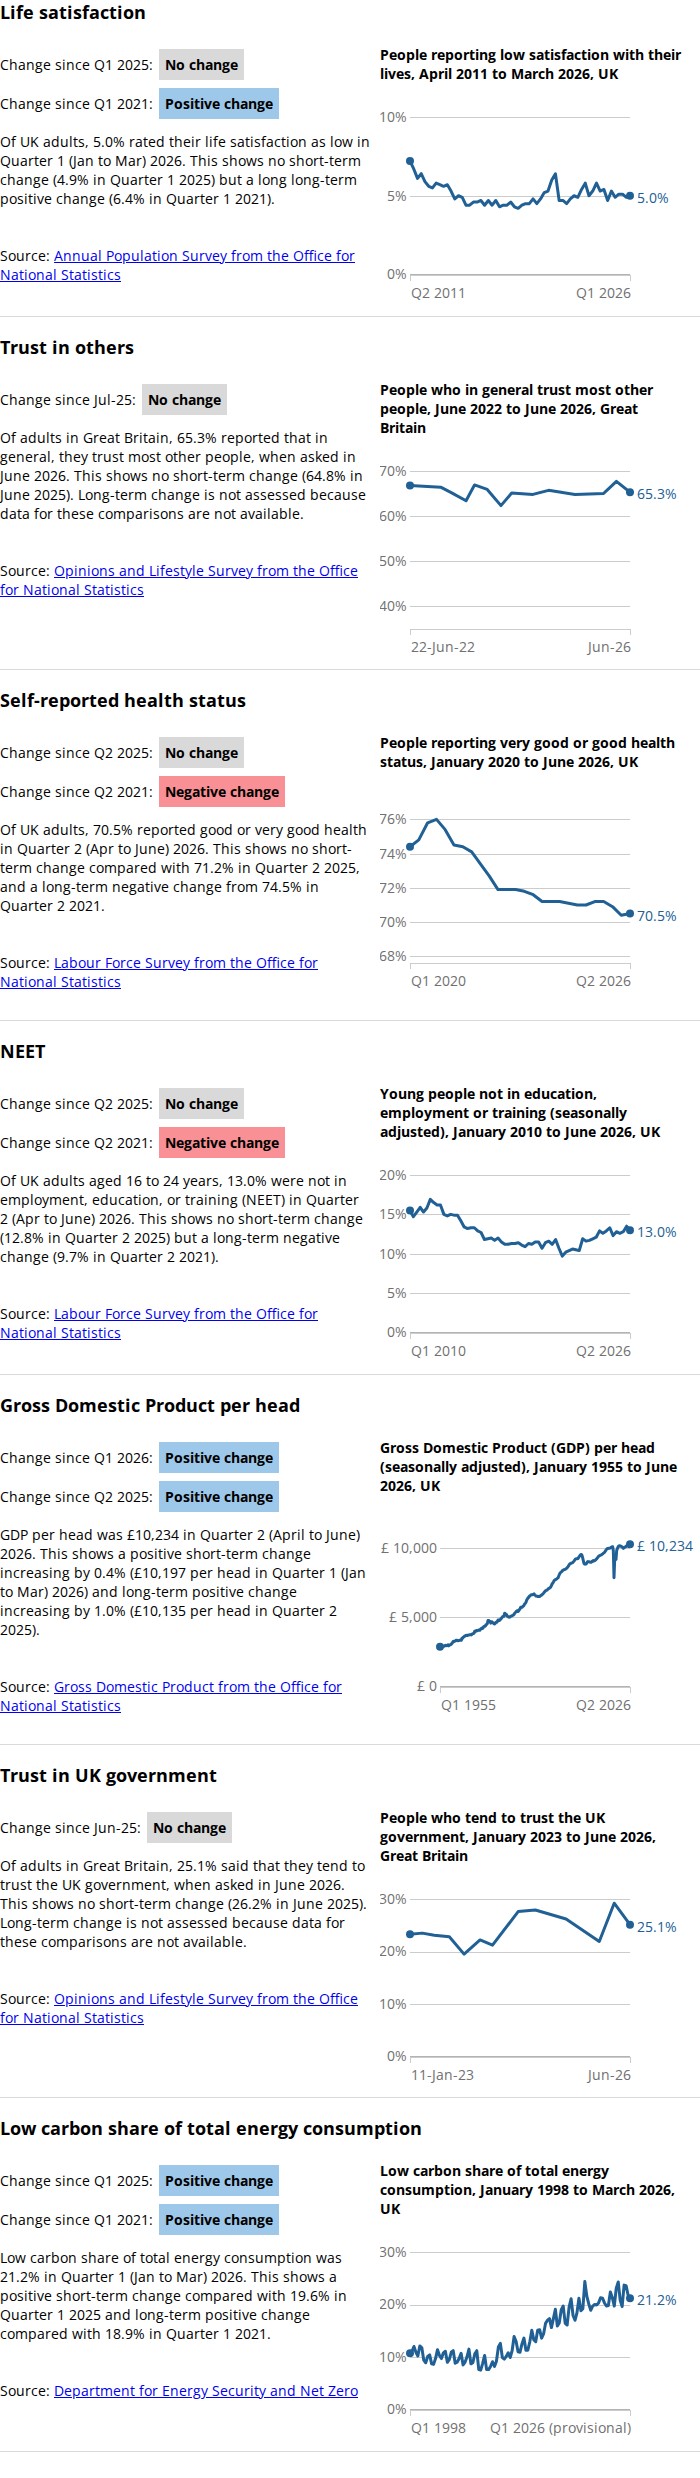 Life satisfaction
Change since Q1 2025: No change
Change since Q1 2021: Positive change
Of UK adults, 5.0% rated their life satisfaction as low in
Quarter 1 (Jan to Mar) 2026. This shows no short-term
change (4.9% in Quarter 1 2025) but a long long-term
positive change (6.4% in Quarter 1 2021).
Source: Annual Population Survey from the Office for
National Statistics
People reporting low satisfaction with their
lives, April 2011 to March 2026, UK
10%
5%
5.0%
0%
Q2 2011 Q1 2026
Trust in others
Change since Jul-25: No change
Of adults in Great Britain, 65.3% reported that in
general, they trust most other people, when asked in
June 2026. This shows no short-term change (64.8% in
June 2025). Long-term change is not assessed because
data for these comparisons are not available.
Source: Opinions and Lifestyle Survey from the Office
for National Statistics
People who in general trust most other
people, June 2022 to June 2026, Great
Britain
70%
65.3%
60%
50%
40%
22-Jun-22 Jun-26
Self-reported health status
Change since Q2 2025: No change
Change since Q2 2021: Negative change
Of UK adults, 70.5% reported good or very good health
in Quarter 2 (Apr to June) 2026. This shows no short-
term change compared with 71.2% in Quarter 2 2025,
and a long-term negative change from 74.5% in
Quarter 2 2021.
Source: Labour Force Survey from the Office for
National Statistics
People reporting very good or good health
status, January 2020 to June 2026, UK
76%
74%
72%
70%
70.5%
68%
Q1 2020 Q2 2026
NEET
Change since Q2 2025: No change
Change since Q2 2021: Negative change
Of UK adults aged 16 to 24 years, 13.0% were not in
employment, education, or training (NEET) in Quarter
2 (Apr to June) 2026. This shows no short-term change
(12.8% in Quarter 2 2025) but a long-term negative
change (9.7% in Quarter 2 2021).
Source: Labour Force Survey from the Office for
National Statistics
Young people not in education,
employment or training (seasonally
adjusted), January 2010 to June 2026, UK
20%
15%
13.0%
10%
5%
0%
Q1 2010 Q2 2026
Gross Domestic Product per head
Change since Q1 2026: Positive change
Change since Q2 2025: Positive change
GDP per head was £10,234 in Quarter 2 (April to June)
2026. This shows a positive short-term change
increasing by 0.4% (£10,197 per head in Quarter 1 (Jan
to Mar) 2026) and long-term positive change
increasing by 1.0% (£10,135 per head in Quarter 2
2025).
Source: Gross Domestic Product from the Office for
National Statistics
Gross Domestic Product (GDP) per head
(seasonally adjusted), January 1955 to June
2026, UK
£ 10,000
£ 10,234
£ 5,000
£ 0
Q1 1955 Q2 2026
Trust in UK government
Change since Jun-25: No change
Of adults in Great Britain, 25.1% said that they tend to
trust the UK government, when asked in June 2026.
This shows no short-term change (26.2% in June 2025).
Long-term change is not assessed because data for
these comparisons are not available.
Source: Opinions and Lifestyle Survey from the Office
for National Statistics
People who tend to trust the UK
government, January 2023 to June 2026,
Great Britain
30%
25.1%
20%
10%
0%
11-Jan-23 Jun-26
Low carbon share of total energy consumption
Change since Q1 2025: Positive change
Change since Q1 2021: Positive change
Low carbon share of total energy consumption was
21.2% in Quarter 1 (Jan to Mar) 2026. This shows a
positive short-term change compared with 19.6% in
Quarter 1 2025 and long-term positive change
compared with 18.9% in Quarter 1 2021.
Source: Department for Energy Security and Net Zero
Low carbon share of total energy
consumption, January 1998 to March 2026,
UK
30%
20%
21.2%
10%
0%
Q1 1998 Q1 2026 (provisional)